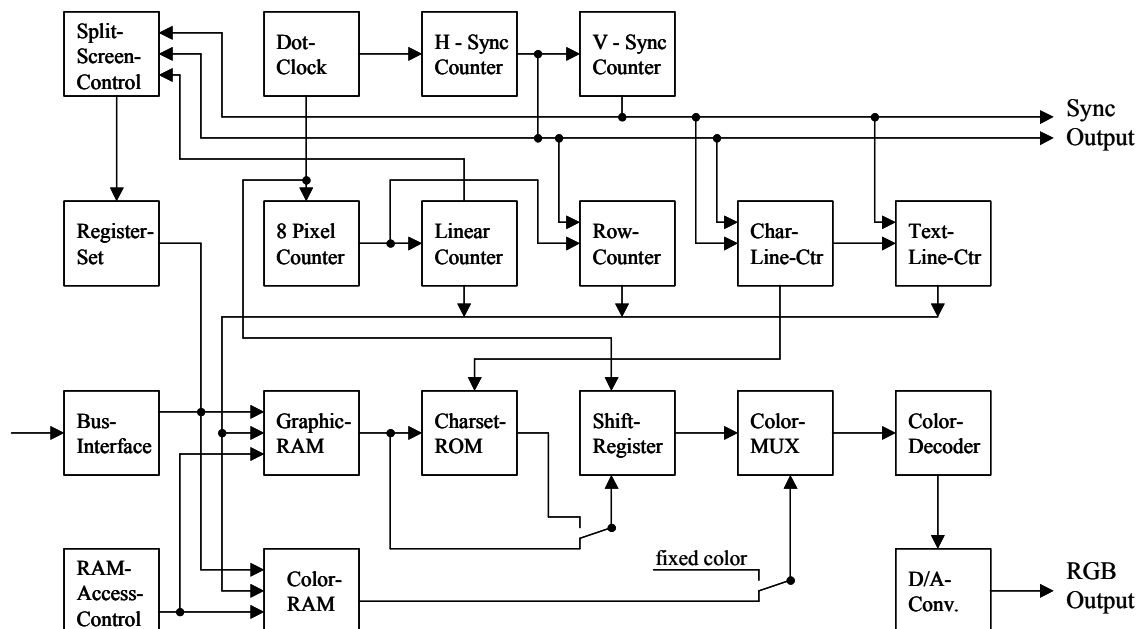 Split-
Screen-
Control
Dot-
Clock
H - Sync
Counter
V - Sync
Counter
Sync
Output
Register-
Set
8 Pixel
Counter
Linear
Counter
Row-
Counter
Char-
Line-Ctr
Text-
Line-Ctr
Bus-
Interface
Graphic-
RAM
Charset-
ROM
Shift-
Register
Color-
MUX
Color-
Decoder
RAM-
Access-
Control
Color-
RAM
fixed color
D/A-
Conv.
RGB
Output